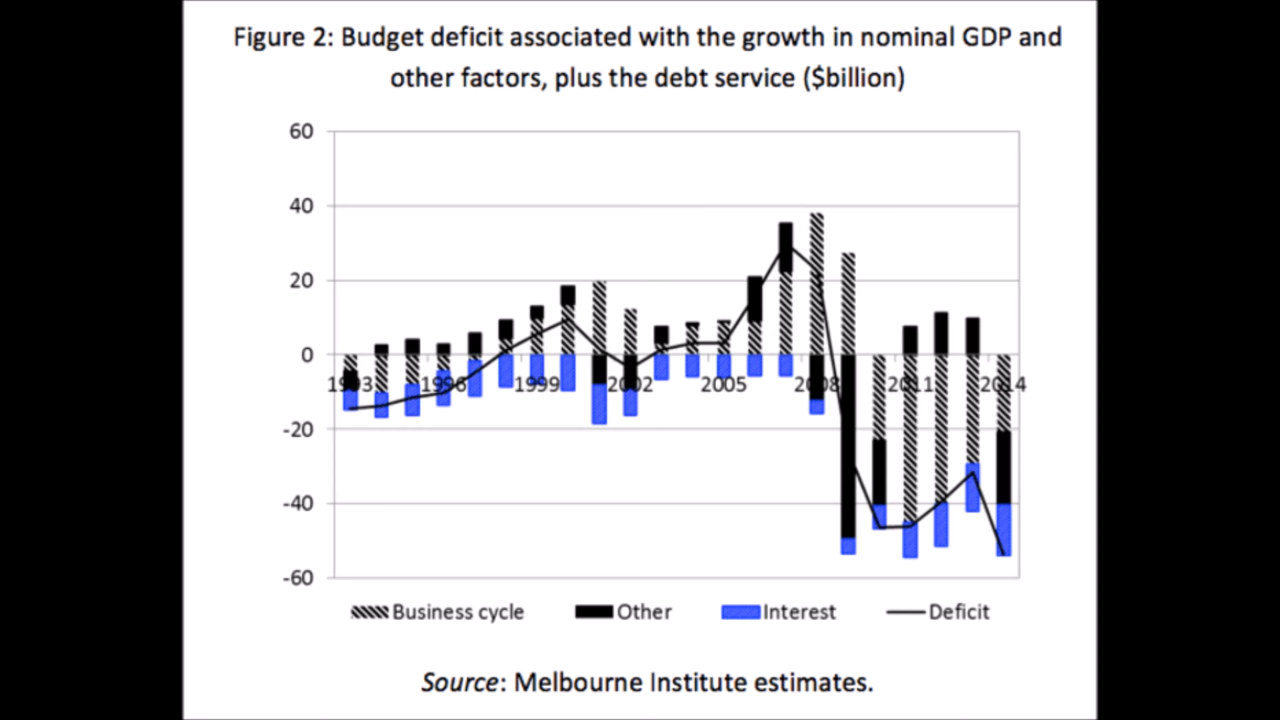 Figure 2: Budget deficit associated with the growth in nominal GDP and
other factors, plus the debt service ($billion)
60
40
20
0
1993 1996 1999 2002 2005 2008 2011 2014
-20
-40
-60
Business cycle Other Interest Deficit
Source: Melbourne Institute estimates.